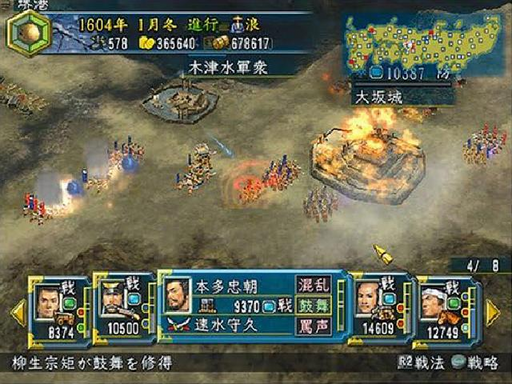 堺港
1604年 1月冬 進行 浪
578 365640 678617
木津水軍衆
10387 防
大坂城
4/ 8
戦 8374
戦 10500
本多忠朝 混乱
9370 戦 鼓舞
速水守久 罵声
戦 14609
戦 12749
柳生宗矩が鼓舞を修得
R2戦法 戦略